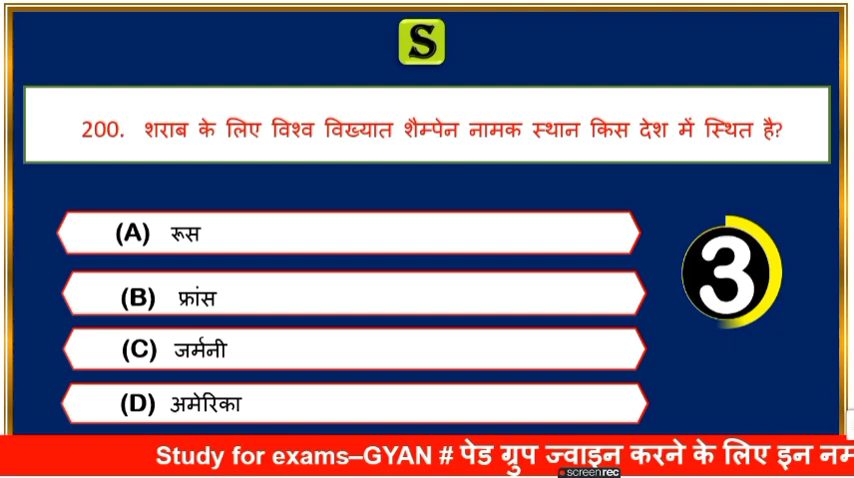 S
200. शराब के लिए विश्व विख्यात शैम्पेन नामक स्थान किस देश में स्थित है?
(A) रूस
3
(B) फ्रांस
(C) जर्मनी
(D) अमेरिका
Study for exams–GYAN # पेड ग्रुप ज्वाइन करने के लिए इन नम
screenrec